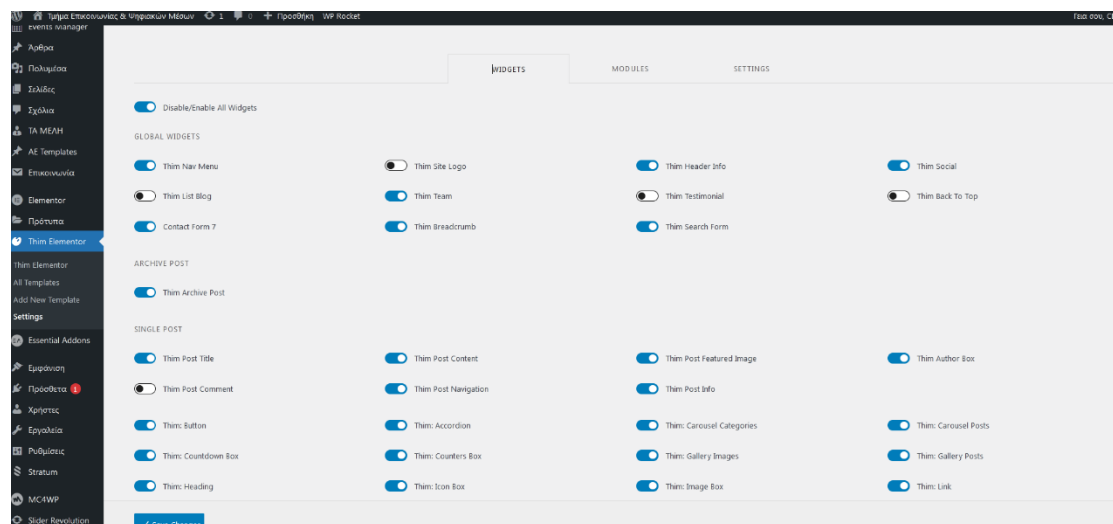 Τμήμα Επικοινωνίας & Ψηφιακών Μέσων 1 0 + Προσθήκη WP Rocket
Γεια σου,
Events Manager
Άρθρα
Πολυμέσα
Σελίδες
Σχόλια
ΤΑ ΜΕΛΗ
AE Templates
Επικοινωνία
Elementor
Πρότυπα
Thim Elementor
Thim Elementor
All Templates
Add New Template
Settings
Essential Addons
Εμφάνιση
Πρόσθετα 1
Χρήστες
Εργαλεία
Ρυθμίσεις
Stratum
MC4WP
Slider Revolution
WIDGETS MODULES SETTINGS
Disable/Enable All Widgets
GLOBAL WIDGETS
Thim Nav Menu Thim Site Logo Thim Header Info Thim Social
Thim List Blog Thim Team Thim Testimonial Thim Back To Top
Contact Form 7 Thim Breadcrumb Thim Search Form
ARCHIVE POST
Thim Archive Post
SINGLE POST
Thim Post Title Thim Post Content Thim Post Featured Image Thim Author Box
Thim Post Comment Thim Post Navigation Thim Post Info
Thim: Button Thim: Accordion Thim: Carousel Categories Thim: Carousel Posts
Thim: Countdown Box Thim: Counters Box Thim: Gallery Images Thim: Gallery Posts
Thim: Heading Thim: Icon Box Thim: Image Box Thim: Link